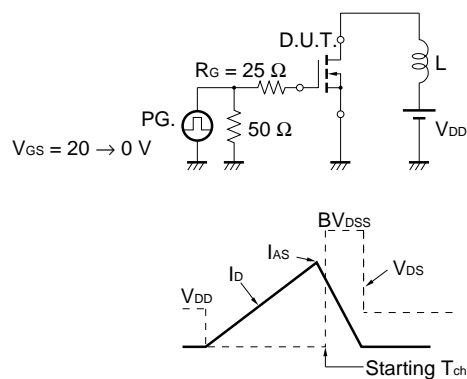 D.U.T.
RG = 25 Ω
L
PG.
50 Ω
VDD
VGS = 20 → 0 V
BVDSS
IAS
ID
VDS
VDD
Starting Tch